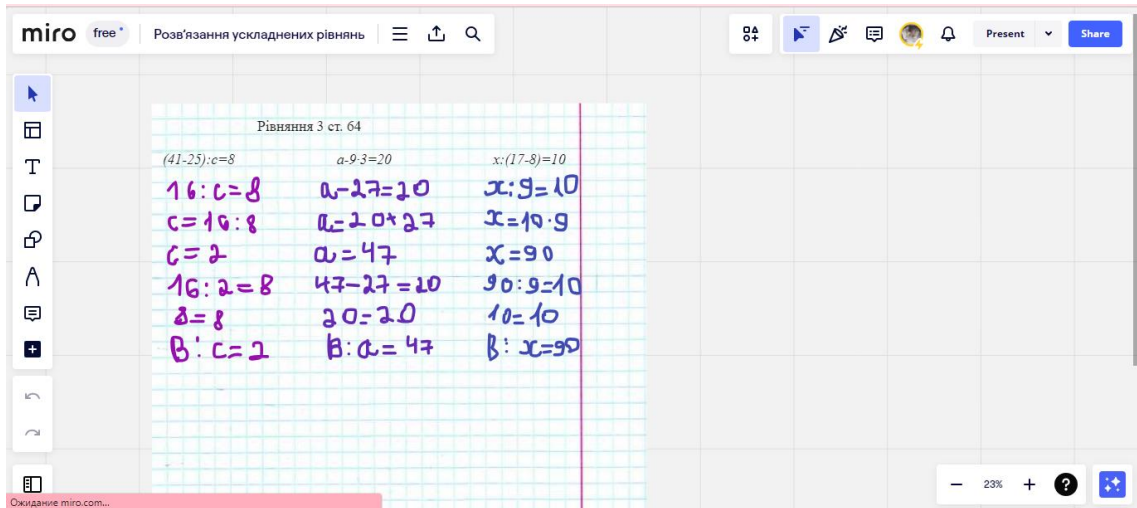 miro free Розв'язання ускладнених рівнянь Present Share
Рівняння 3 ст. 64
(41-25):c=8 a-9·3=20 x:(17-8)=10
16:c=8 a-27=20 x:9=10
c=16:8 a=20+27 x=10·9
c=2 a=47 x=90
16:2=8 47-27=20 90:9=10
8=8 20=20 10=10
В: c=2 В: a=47 В: x=90
23%
Ожидание miro.com...